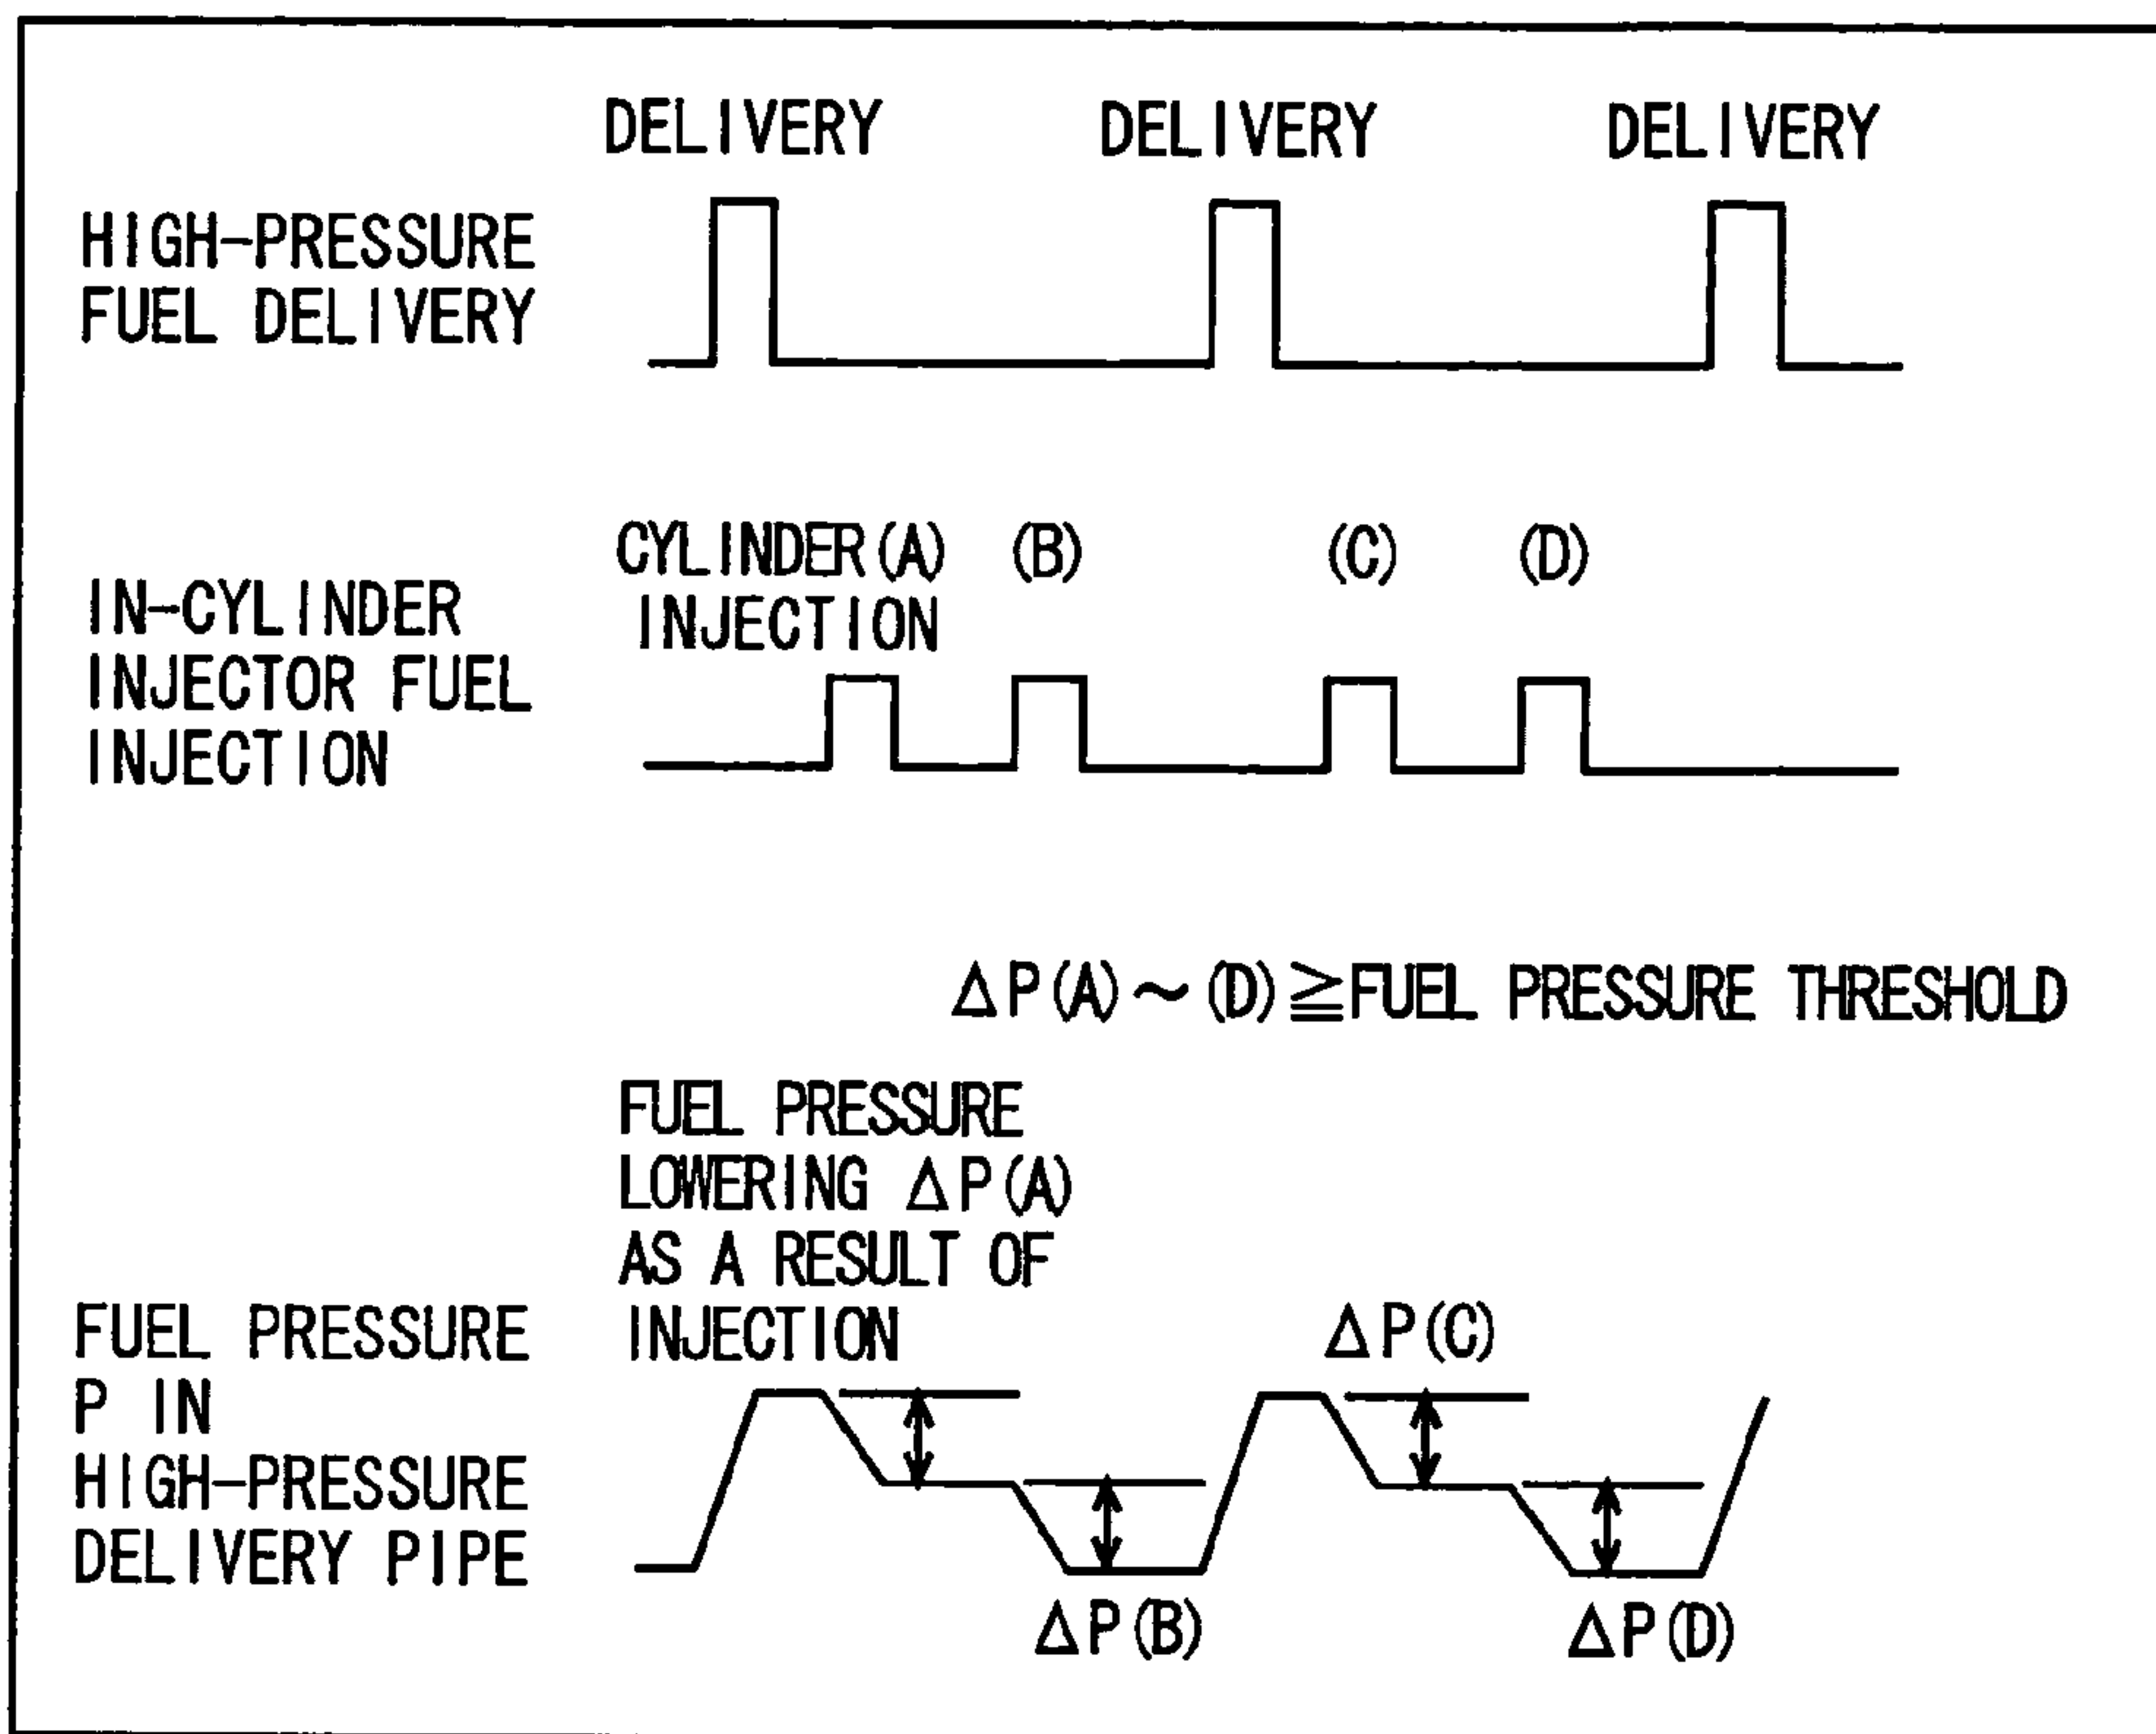 DELIVERY DELIVERY DELIVERY
HIGH-PRESSURE
FUEL DELIVERY
CYLINDER(A) (B) (C) (D)
INJECTION
IN-CYLINDER
INJECTOR FUEL
INJECTION
ΔP(A)~(D)≧FUEL PRESSURE THRESHOLD
FUEL PRESSURE
LOWERING ΔP(A)
AS A RESULT OF
INJECTION
ΔP(C)
FUEL PRESSURE
P IN
HIGH-PRESSURE
DELIVERY PIPE
ΔP(B) ΔP(D)